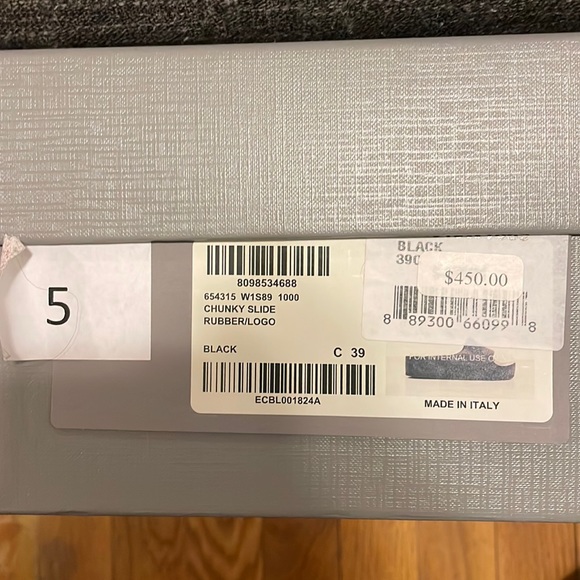 5
8098534688
654315 W1S89 1000
CHUNKY SLIDE
RUBBER/LOGO
BLACK C 39
ECBL001824A
BLACK
390
$450.00
8 89300 66099 8
FOR INTERNAL USE O
MADE IN ITALY